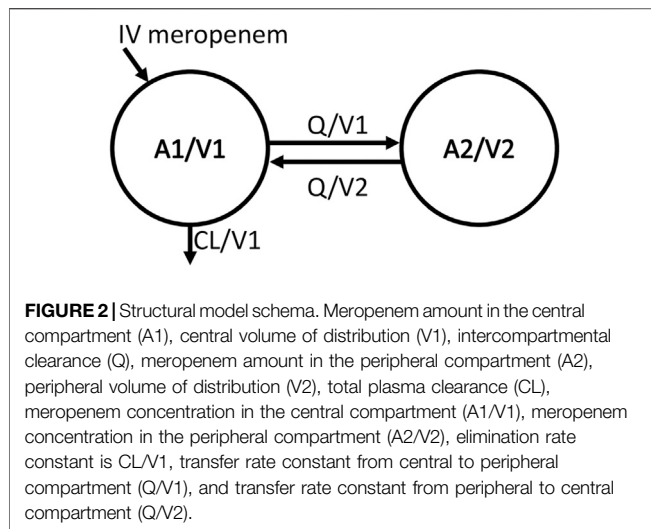 IV meropenem
Q/V1
A1/V1
A2/V2
Q/V2
CL/V1
FIGURE 2 | Structural model schema. Meropenem amount in the central
compartment (A1), central volume of distribution (V1), intercompartmental
clearance (Q), meropenem amount in the peripheral compartment (A2),
peripheral volume of distribution (V2), total plasma clearance (CL),
meropenem concentration in the central compartment (A1/V1), meropenem
concentration in the peripheral compartment (A2/V2), elimination rate
constant is CL/V1, transfer rate constant from central to peripheral
compartment (Q/V1), and transfer rate constant from peripheral to central
compartment (Q/V2).